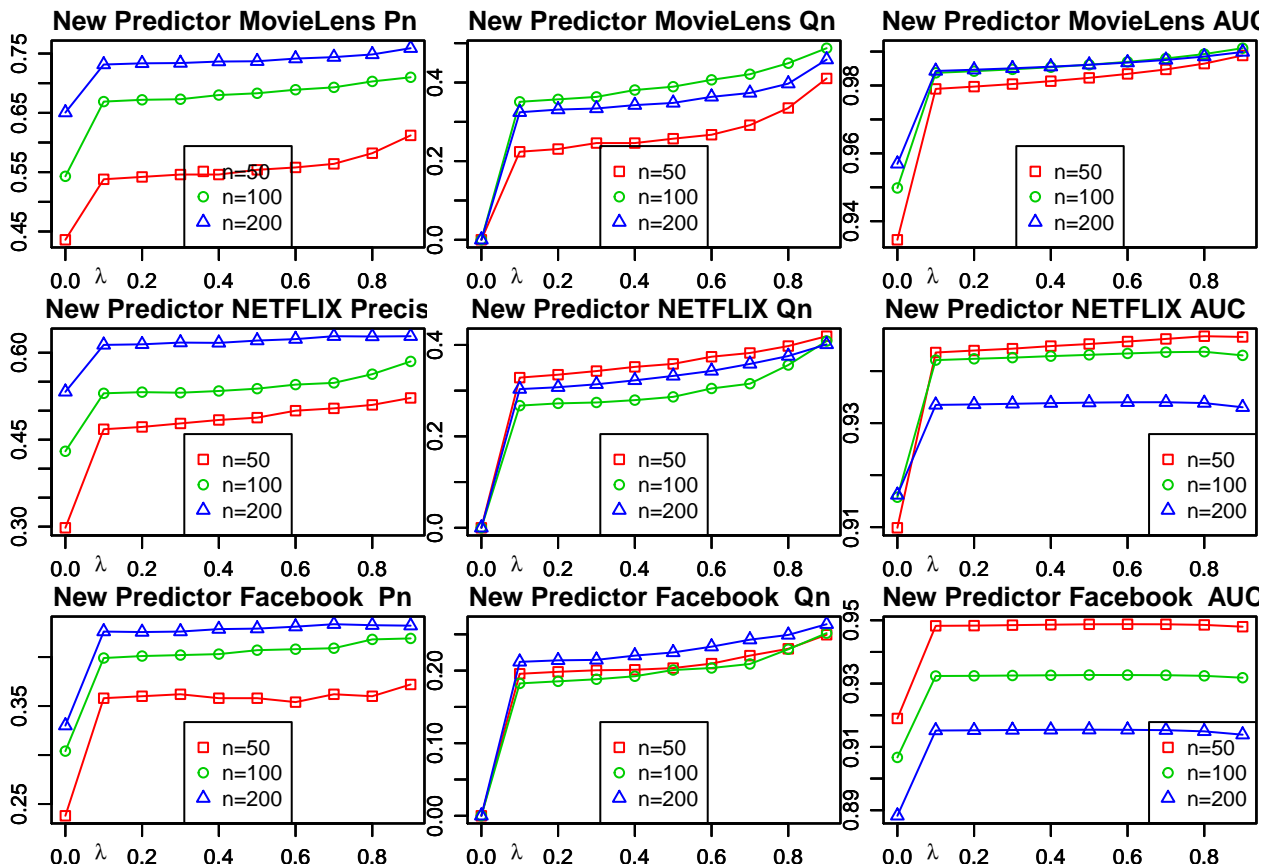 New Predictor MovieLens Pn
0.45 0.55 0.65 0.75
n=50
n=100
n=200
0.0 λ 0.2 0.4 0.6 0.8
New Predictor MovieLens Qn
0.0 0.2 0.4
n=50
n=100
n=200
0.0 λ 0.2 0.4 0.6 0.8
New Predictor MovieLens AUC
0.94 0.96 0.98
n=50
n=100
n=200
0.0 λ 0.2 0.4 0.6 0.8
New Predictor NETFLIX Precis
0.30 0.45 0.60
n=50
n=100
n=200
0.0 λ 0.2 0.4 0.6 0.8
New Predictor NETFLIX Qn
0.0 0.2 0.4
n=50
n=100
n=200
0.0 λ 0.2 0.4 0.6 0.8
New Predictor NETFLIX AUC
0.91 0.93
n=50
n=100
n=200
0.0 λ 0.2 0.4 0.6 0.8
New Predictor Facebook Pn
0.25 0.35
n=50
n=100
n=200
0.0 λ 0.2 0.4 0.6 0.8
New Predictor Facebook Qn
0.00 0.10 0.20
n=50
n=100
n=200
0.0 λ 0.2 0.4 0.6 0.8
New Predictor Facebook AUC
0.89 0.91 0.93 0.95
n=50
n=100
n=200
0.0 λ 0.2 0.4 0.6 0.8